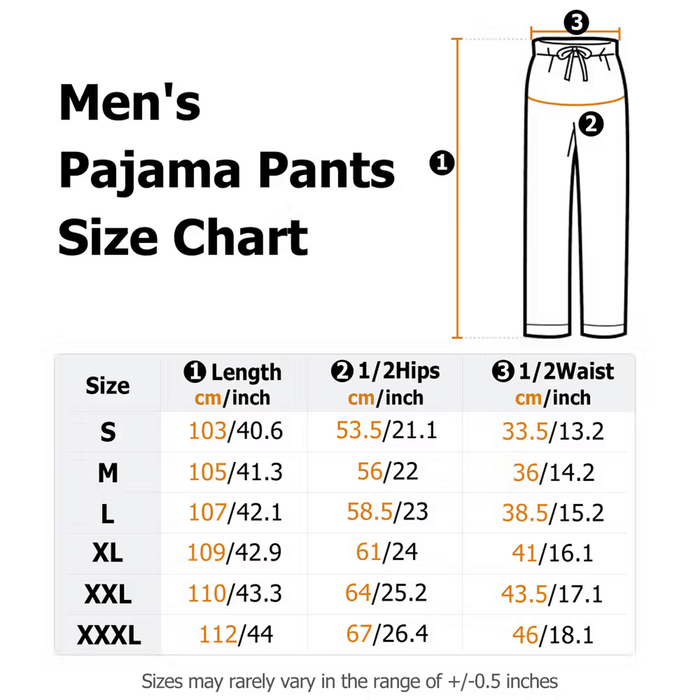 Men's
Pajama Pants
Size Chart
3
2
1
Size ❶ Length ❷ 1/2Hips ❸ 1/2Waist
cm/inch cm/inch cm/inch
S 103/40.6 53.5/21.1 33.5/13.2
M 105/41.3 56/22 36/14.2
L 107/42.1 58.5/23 38.5/15.2
XL 109/42.9 61/24 41/16.1
XXL 110/43.3 64/25.2 43.5/17.1
XXXL 112/44 67/26.4 46/18.1
Sizes may rarely vary in the range of +/-0.5 inches